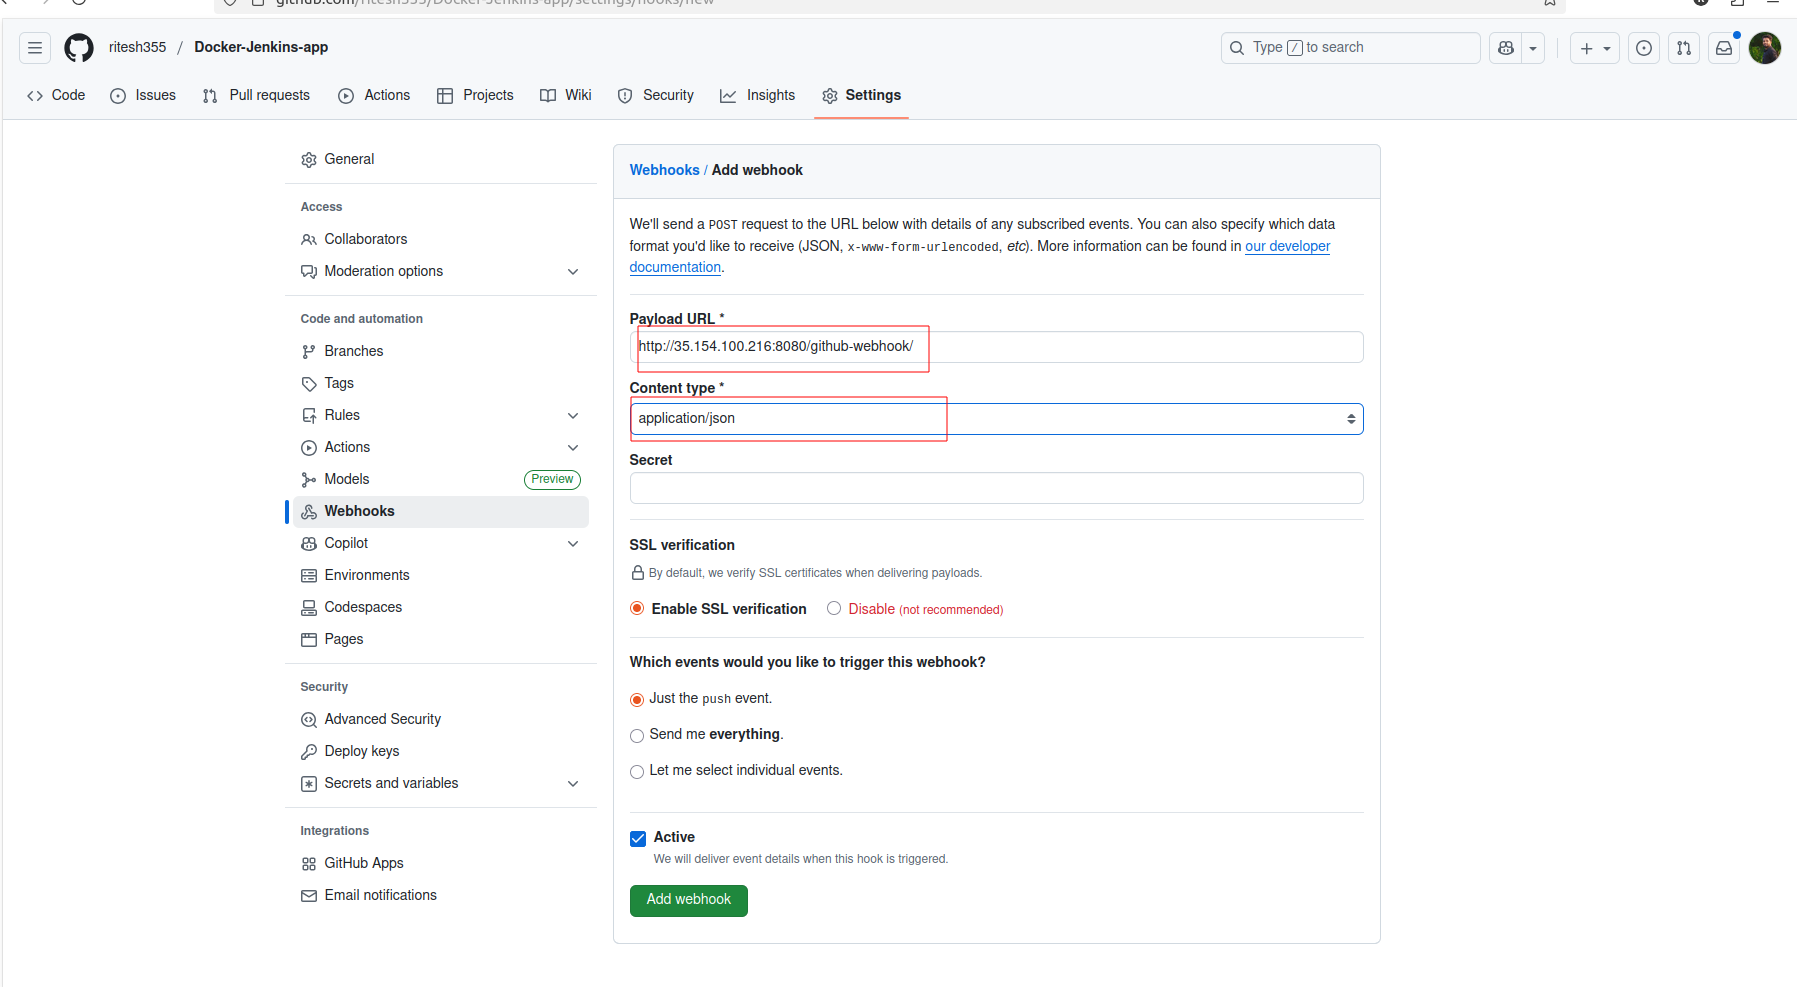 github.com/ritesh355/Docker-Jenkins-app/settings/hooks/new
ritesh355 / Docker-Jenkins-app
Type / to search
Code Issues Pull requests Actions Projects Wiki Security Insights Settings
General
Access
Collaborators
Moderation options
Code and automation
Branches
Tags
Rules
Actions
Models Preview
Webhooks
Copilot
Environments
Codespaces
Pages
Security
Advanced Security
Deploy keys
Secrets and variables
Integrations
GitHub Apps
Email notifications
Webhooks / Add webhook
We'll send a POST request to the URL below with details of any subscribed events. You can also specify which data
format you'd like to receive (JSON, x-www-form-urlencoded, etc). More information can be found in our developer
documentation.
Payload URL *
http://35.154.100.216:8080/github-webhook/
Content type *
application/json
Secret
SSL verification
By default, we verify SSL certificates when delivering payloads.
Enable SSL verification Disable (not recommended)
Which events would you like to trigger this webhook?
Just the push event.
Send me everything.
Let me select individual events.
Active
We will deliver event details when this hook is triggered.
Add webhook